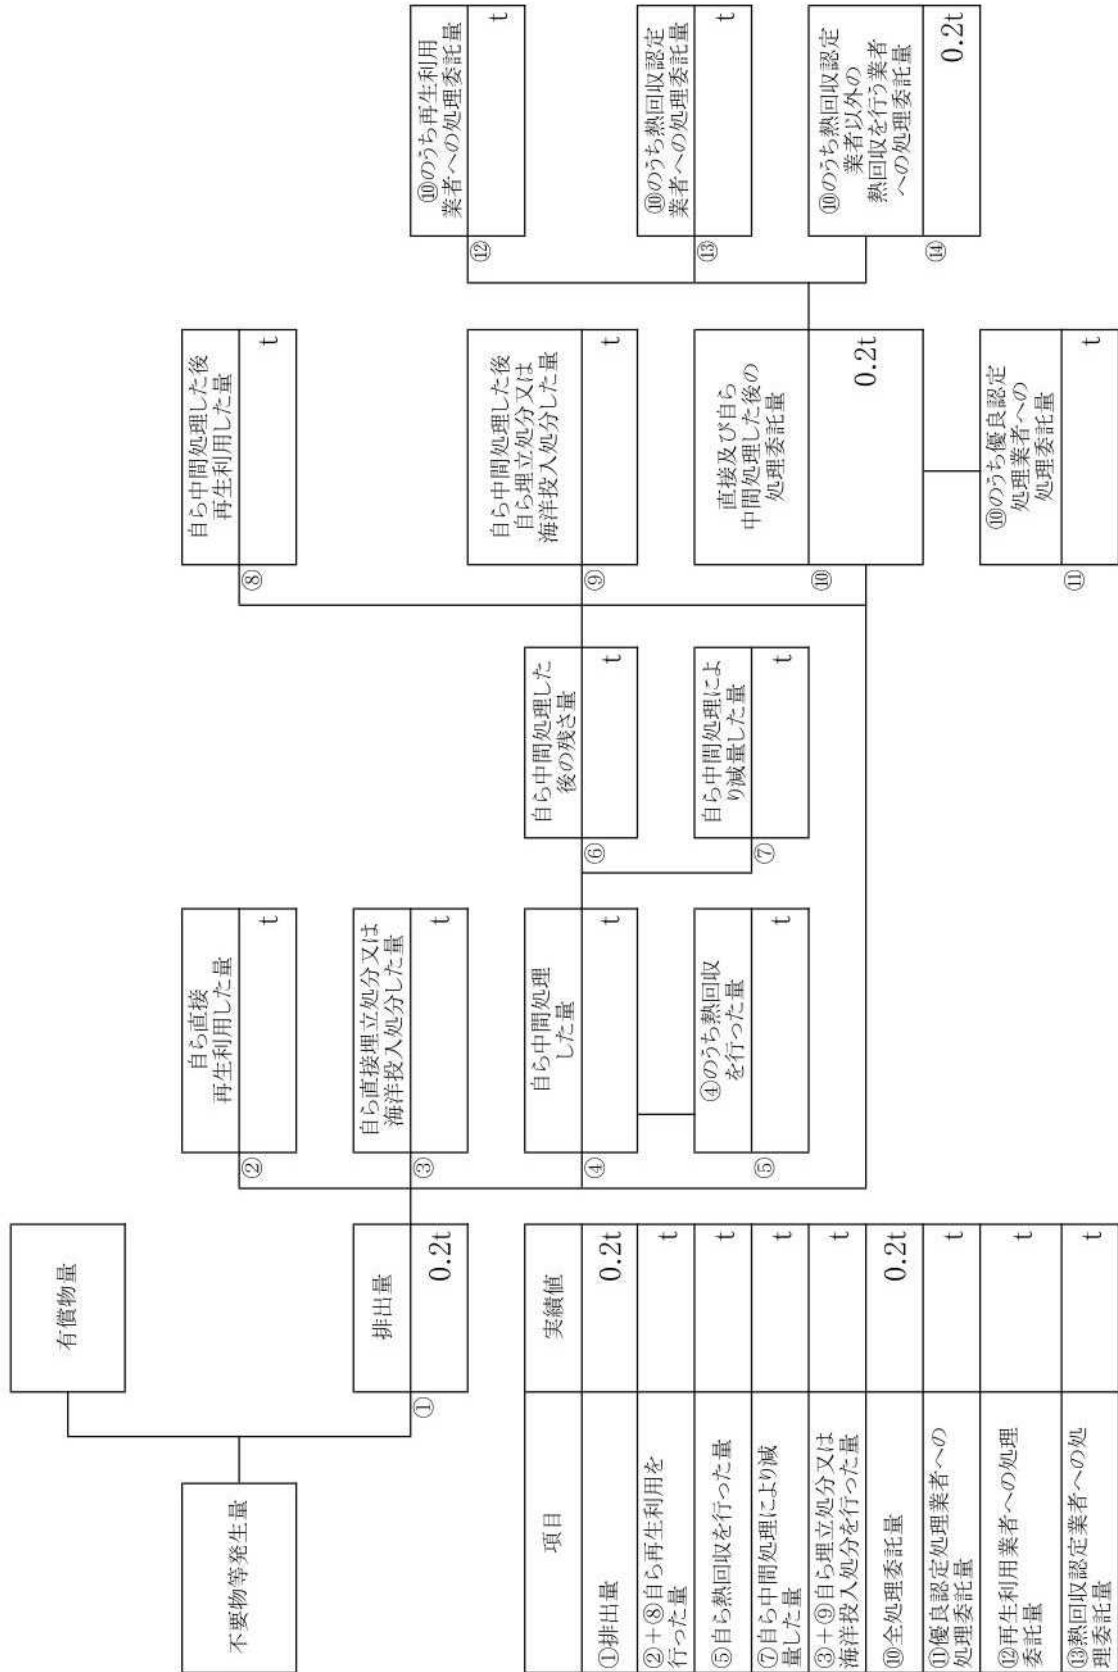 不要物等発生量
有償物量
①
排出量
0.2t
②
自ら直接
再生利用した量
t
③
自ら直接埋立処分又は
海洋投入処分した量
t
④
自ら中間処理
した量
t
⑤
④のうち熱回収
を行った量
t
⑥
自ら中間処理した
後の残さ量
t
⑦
自ら中間処理によ
り減量した量
t
⑧
自ら中間処理した後
再生利用した量
t
⑨
自ら中間処理した後
自ら埋立処分又は
海洋投入処分した量
t
⑩
直接及び自ら
中間処理した後の
処理委託量
0.2t
⑪
⑩のうち優良認定
処理業者への
処理委託量
t
⑫
⑩のうち再生利用
業者への処理委託量
t
⑬
⑩のうち熱回収認定
業者への処理委託量
t
⑭
⑩のうち熱回収認定
業者以外の
熱回収を行う業者
への処理委託量
0.2t
項目
実績値
①排出量
0.2t
②+⑧自ら再生利用を
行った量
t
⑤自ら熱回収を行った量
t
⑦自ら中間処理により減
量した量
t
③+⑨自ら埋立処分又は
海洋投入処分を行った量
t
⑩全処理委託量
0.2t
⑪優良認定処理業者への
処理委託量
t
⑫再生利用業者への処理
委託量
t
⑬熱回収認定業者への処
理委託量
t